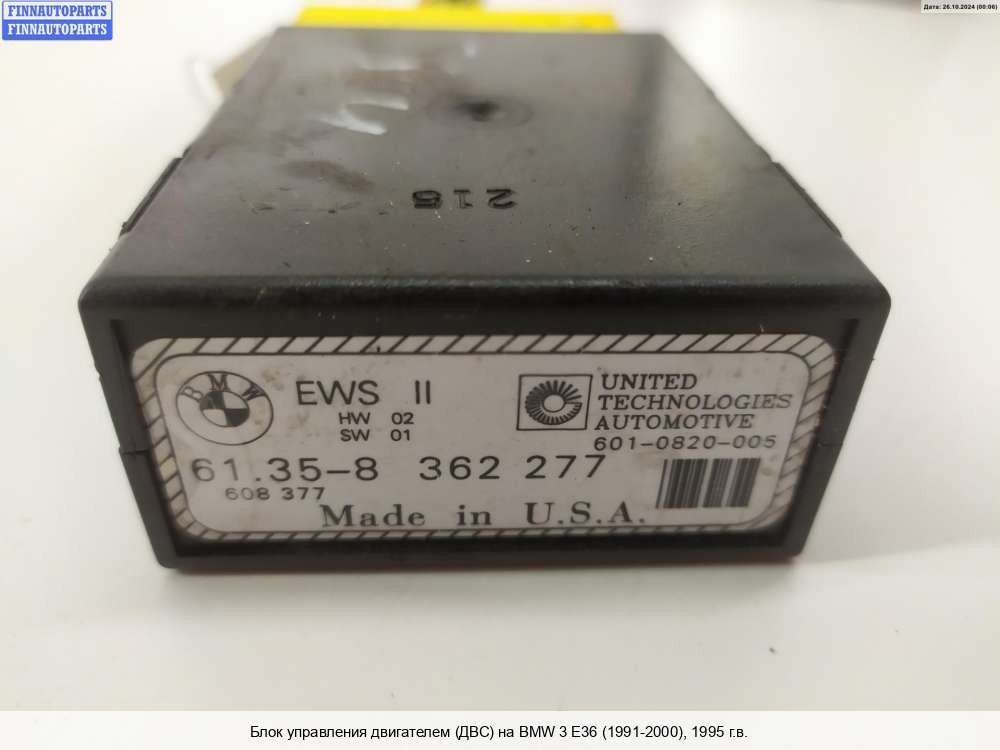 FINNAUTOPARTS
FINNAUTOPARTS
Дата: 26.10.2024 (00:06)
215
BMW
EWS II
HW 02
SW 01
UNITED
TECHNOLOGIES
AUTOMOTIVE
601-0820-005
61.35-8 362 277
608 377
Made in U.S.A.
Блок управления двигателем (ДВС) на BMW 3 E36 (1991-2000), 1995 г.в.